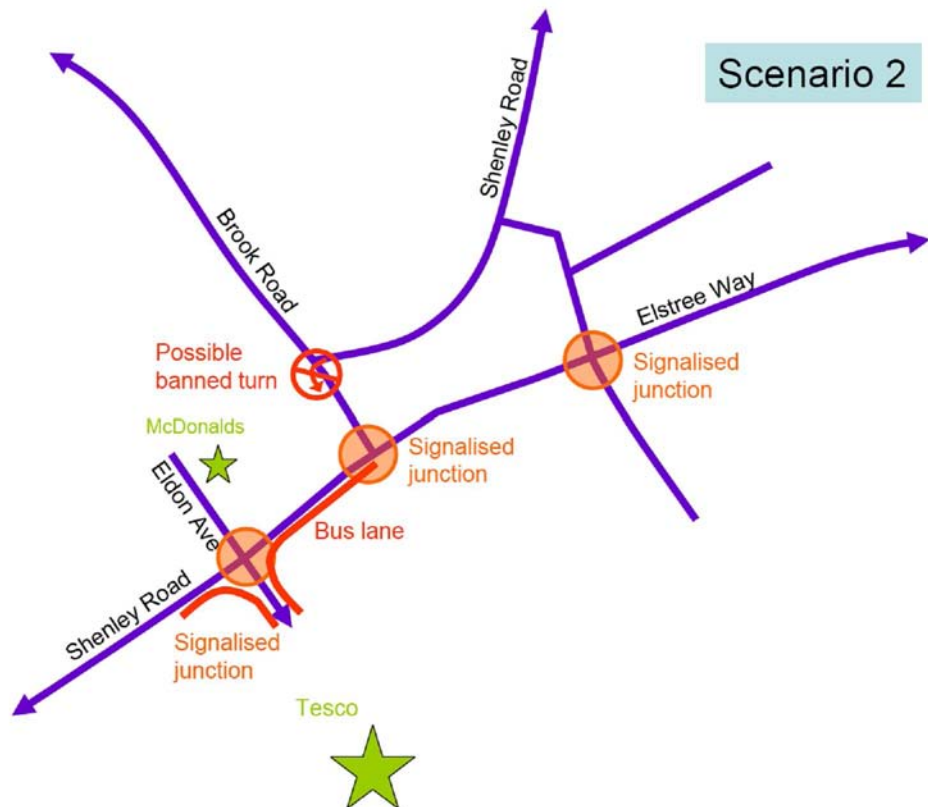 Scenario 2
Shenley Road
Brook Road
Elstree Way
Possible
banned turn
Signalised
junction
McDonalds
Signalised
junction
Eldon Ave
Bus lane
Shenley Road
Signalised
junction
Tesco